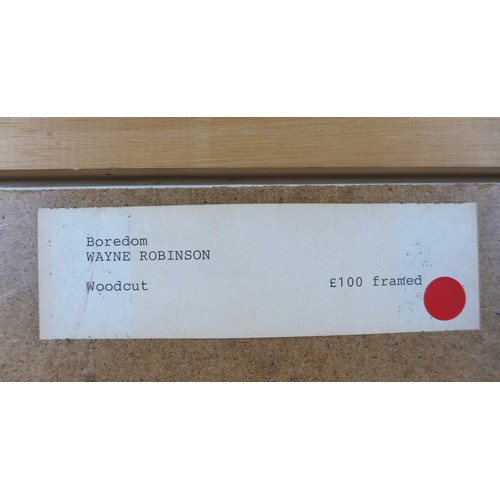 Boredom
WAYNE ROBINSON
Woodcut £100 framed